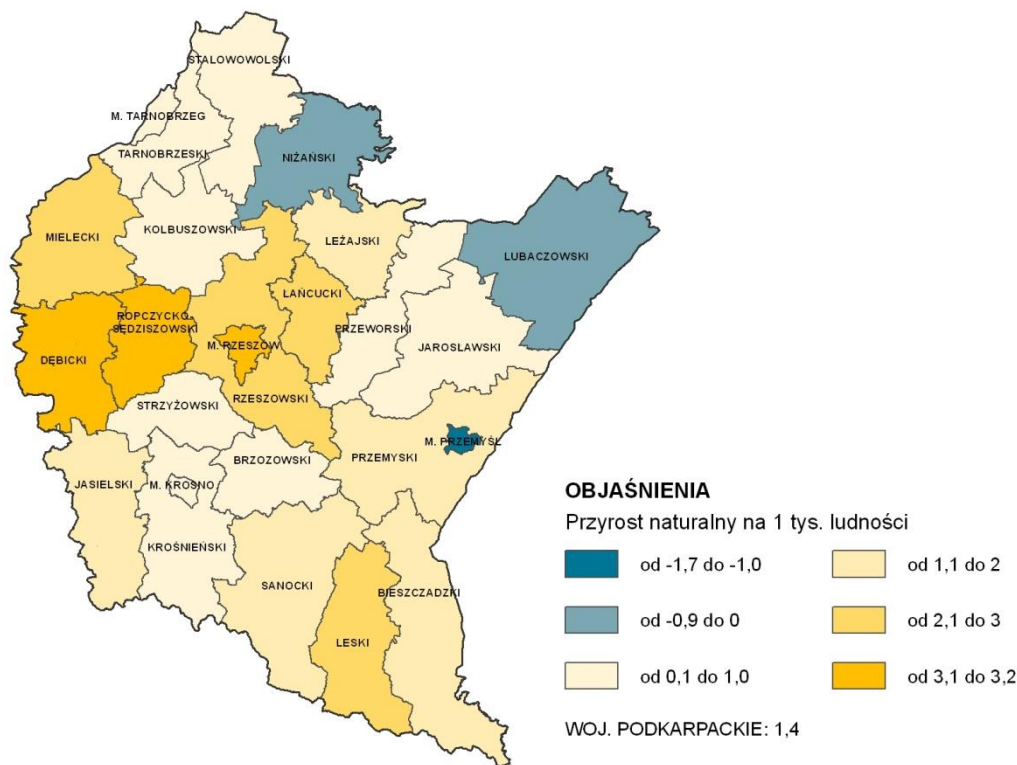 STALOWOWOLSKI
M. TARNOBRZEG
TARNOBRZESKI
NIŻAŃSKI
MIELECKI
KOLBUSZOWSKI
LEŻAJSKI
LUBACZOWSKI
ŁAŃCUCKI
ROPCZYCKO-
SĘDZISZOWSKI
PRZEWORSKI
DĘBICKI
M. RZESZÓW
JAROSŁAWSKI
RZESZOWSKI
STRZYŻOWSKI
M. PRZEMYŚL
PRZEMYSKI
BRZOZOWSKI
JASIELSKI
M. KROSNO
KROŚNIEŃSKI
SANOCKI
BIESZCZADZKI
LESKI
OBJAŚNIENIA
Przyrost naturalny na 1 tys. ludności
od -1,7 do -1,0
od 1,1 do 2
od -0,9 do 0
od 2,1 do 3
od 0,1 do 1,0
od 3,1 do 3,2
WOJ. PODKARPACKIE: 1,4